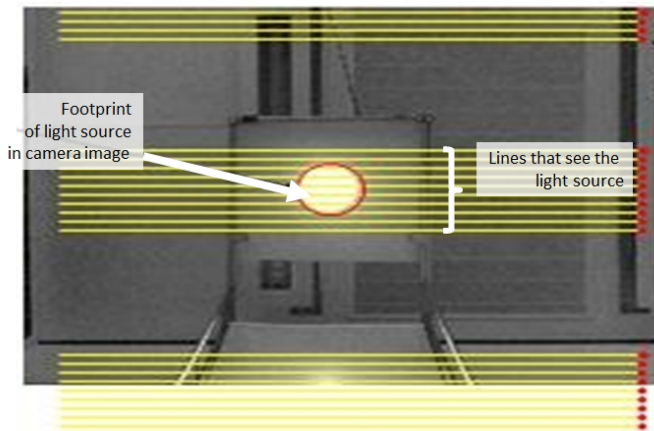 Footprint
of light source
in camera image
Lines that see the
light source